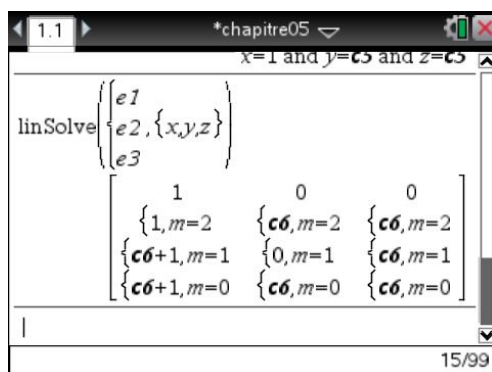 1.1 *chapitre05
x=1 and y=c5 and z=c5
linSolve({e1 e2 e3,{x,y,z})
[1 0 0
{1,m=2 {c6,m=2 {c6,m=2
{c6+1,m=1 {0,m=1 {c6,m=1
{c6+1,m=0 {c6,m=0 {c6,m=0]
15/99